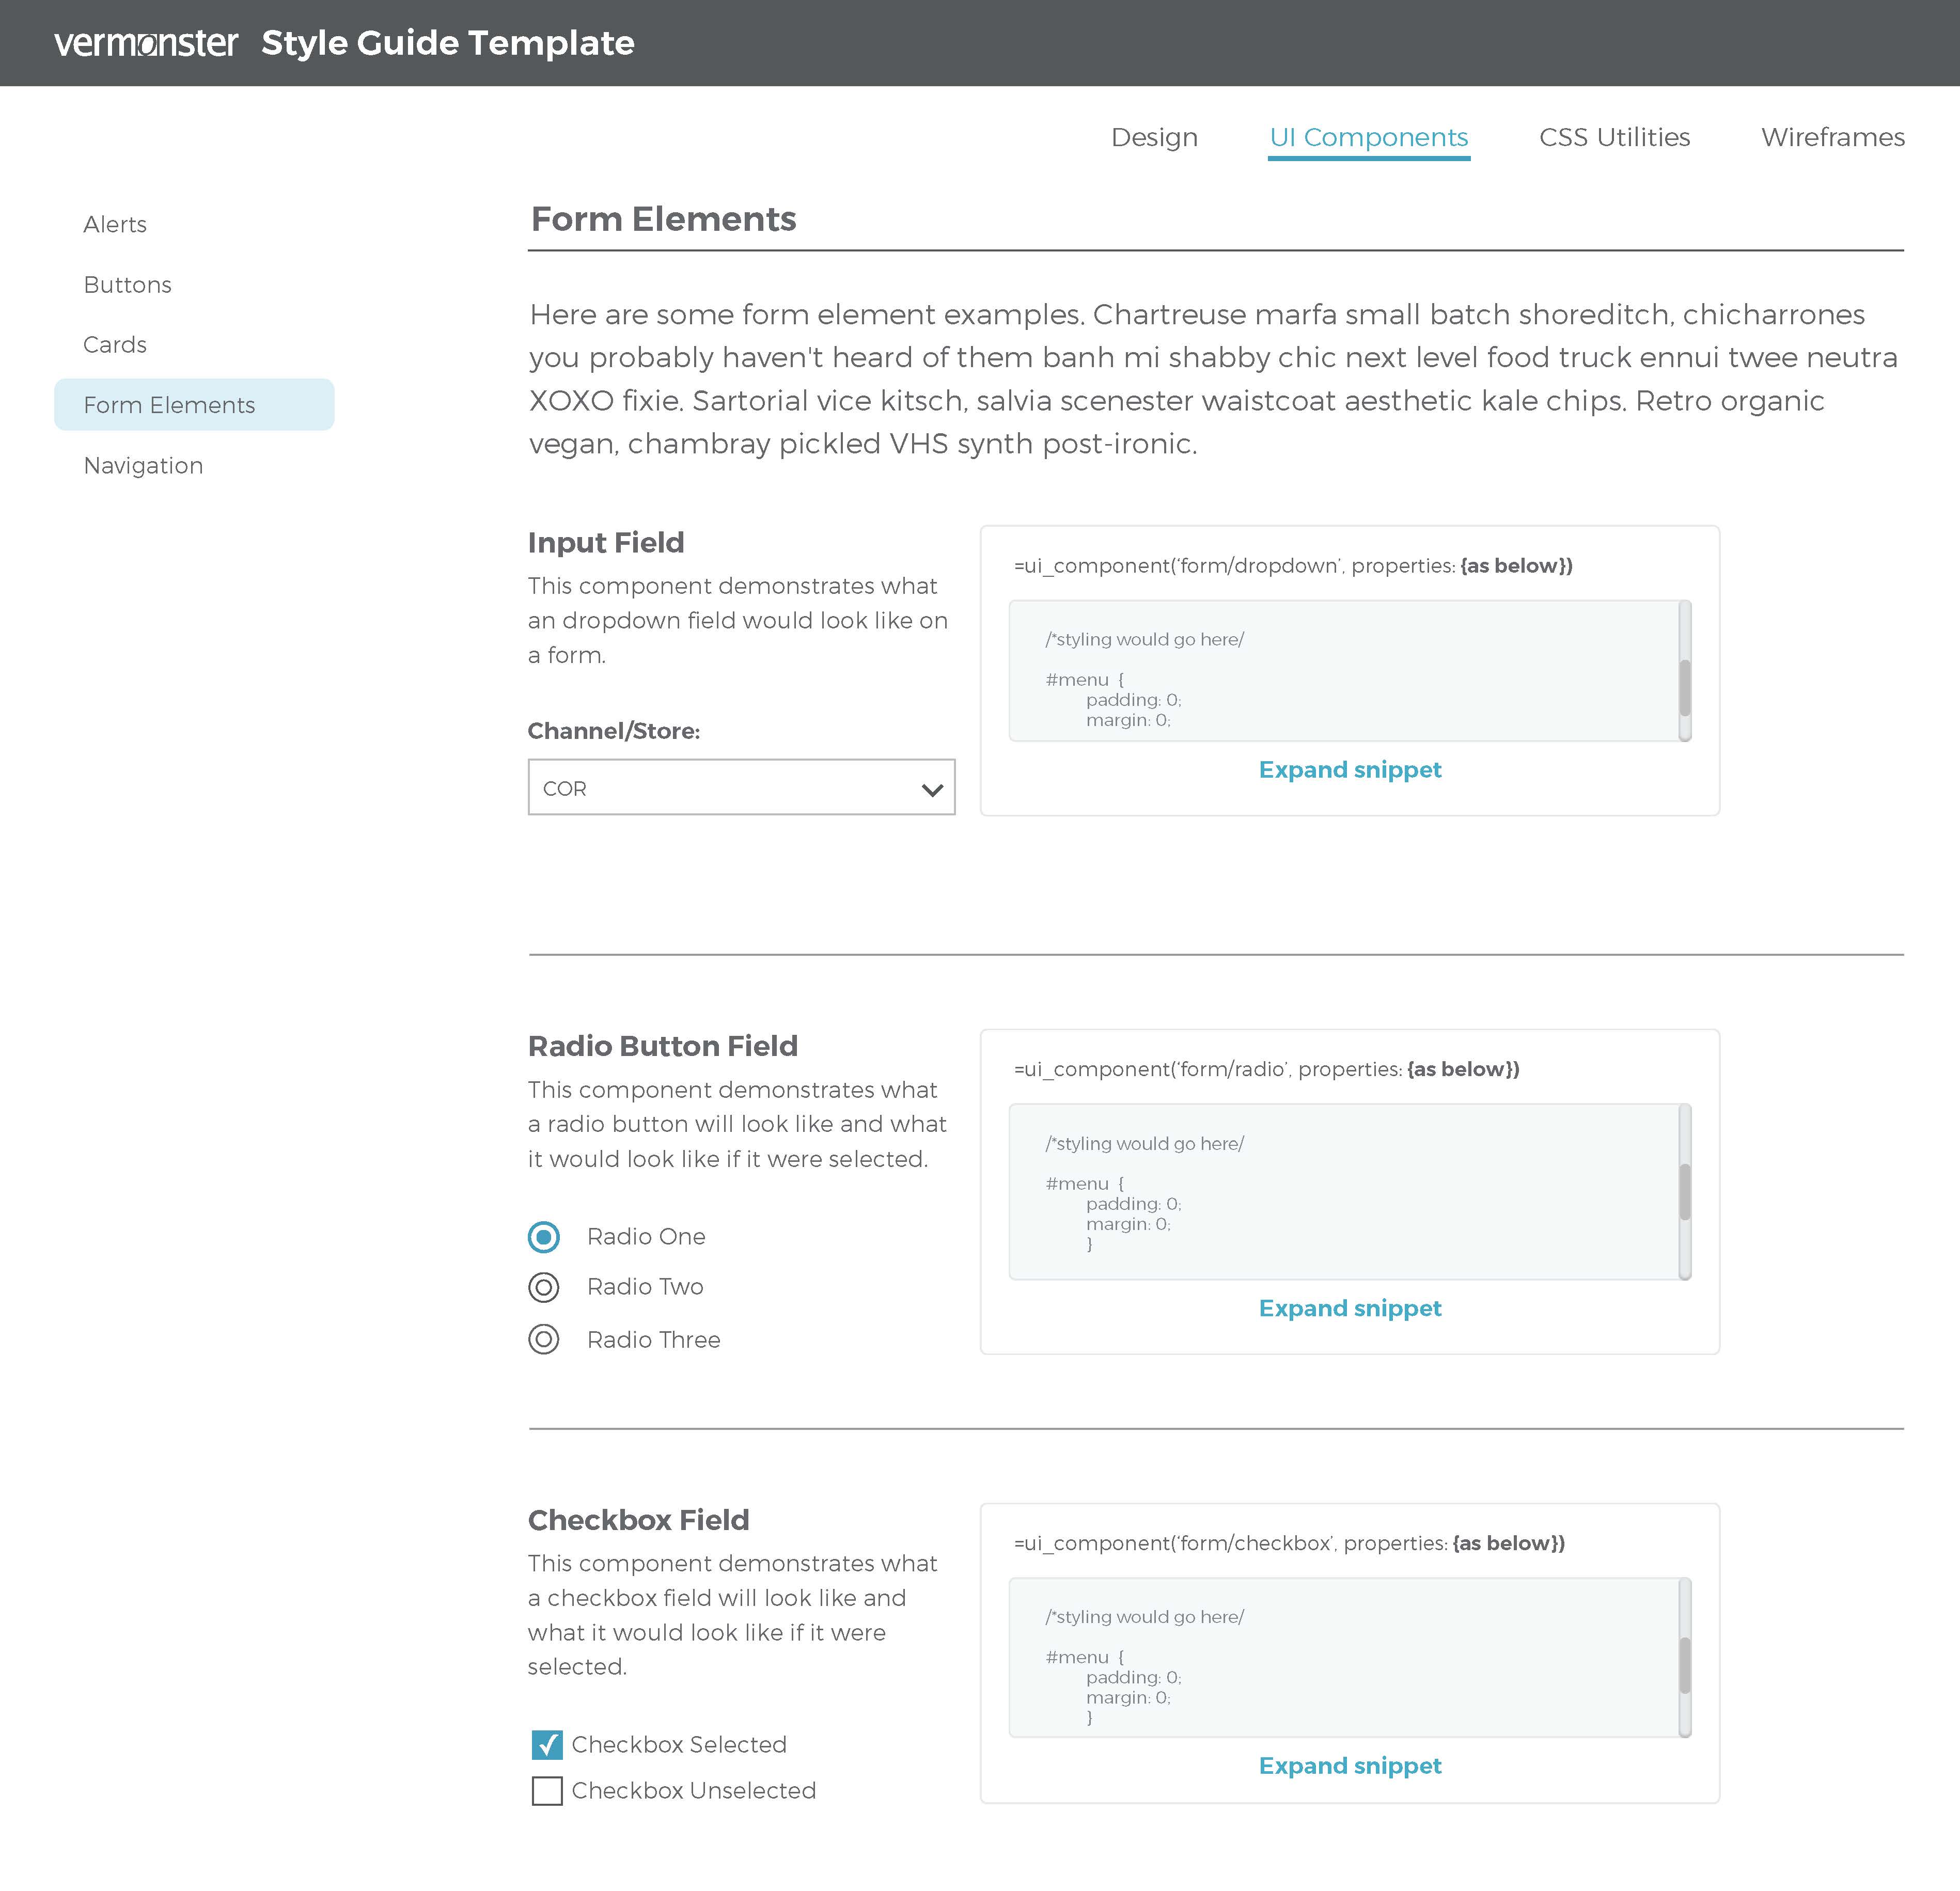 vermonster Style Guide Template
Design UI Components CSS Utilities Wireframes
Alerts
Buttons
Cards
Form Elements
Navigation
Form Elements
Here are some form element examples. Chartreuse marfa small batch shoreditch, chicharrones
you probably haven't heard of them banh mi shabby chic next level food truck ennui twee neutra
XOXO fixie. Sartorial vice kitsch, salvia scenester waistcoat aesthetic kale chips. Retro organic
vegan, chambray pickled VHS synth post-ironic.
Input Field
This component demonstrates what
an dropdown field would look like on
a form.
Channel/Store:
COR
=ui_component(‘form/dropdown’, properties: {as below})
/*styling would go here/
#menu {
padding: 0;
margin: 0;
Expand snippet
Radio Button Field
This component demonstrates what
a radio button will look like and what
it would look like if it were selected.
Radio One
Radio Two
Radio Three
=ui_component(‘form/radio’, properties: {as below})
/*styling would go here/
#menu {
padding: 0;
margin: 0;
}
Expand snippet
Checkbox Field
This component demonstrates what
a checkbox field will look like and
what it would look like if it were
selected.
Checkbox Selected
Checkbox Unselected
=ui_component(‘form/checkbox’, properties: {as below})
/*styling would go here/
#menu {
padding: 0;
margin: 0;
}
Expand snippet